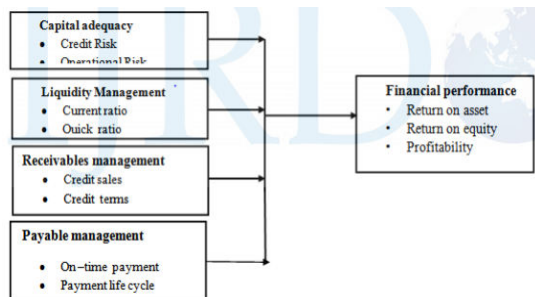 Capital adequacy
• Credit Risk
• Operational Risk
Liquidity Management
• Current ratio
• Quick ratio
Receivables management
• Credit sales
• Credit terms
Payable management
• On-time payment
• Payment life cycle
Financial performance
• Return on asset
• Return on equity
• Profitability
IJRD